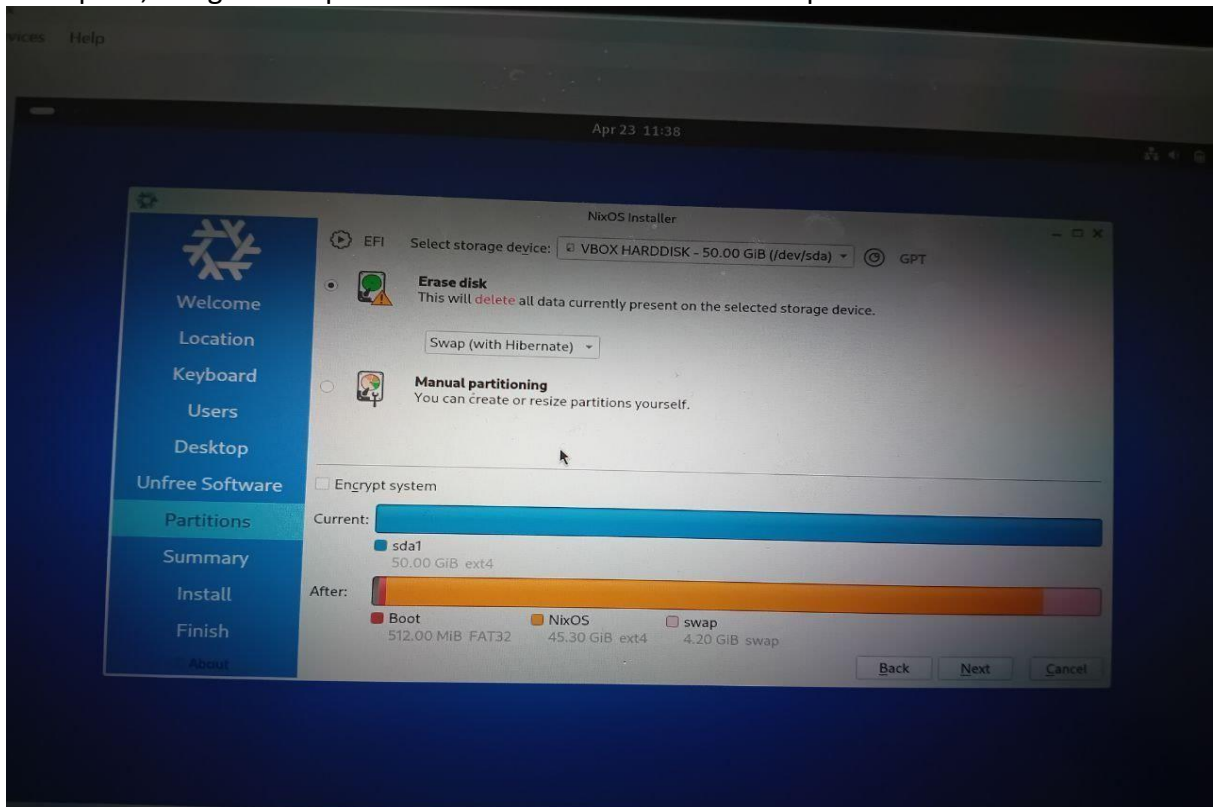 vices Help
Apr 23 11:38
NixOS Installer
EFI Select storage device: VBOX HARDDISK - 50.00 GiB (/dev/sda) GPT
Erase disk
This will delete all data currently present on the selected storage device.
Swap (with Hibernate)
Manual partitioning
You can create or resize partitions yourself.
Welcome
Location
Keyboard
Users
Desktop
Unfree Software
Partitions
Summary
Install
Finish
About
Encrypt system
Current:
sda1
50.00 GiB ext4
After:
Boot NixOS swap
512.00 MiB FAT32 45.30 GiB ext4 4.20 GiB swap
Back Next Cancel